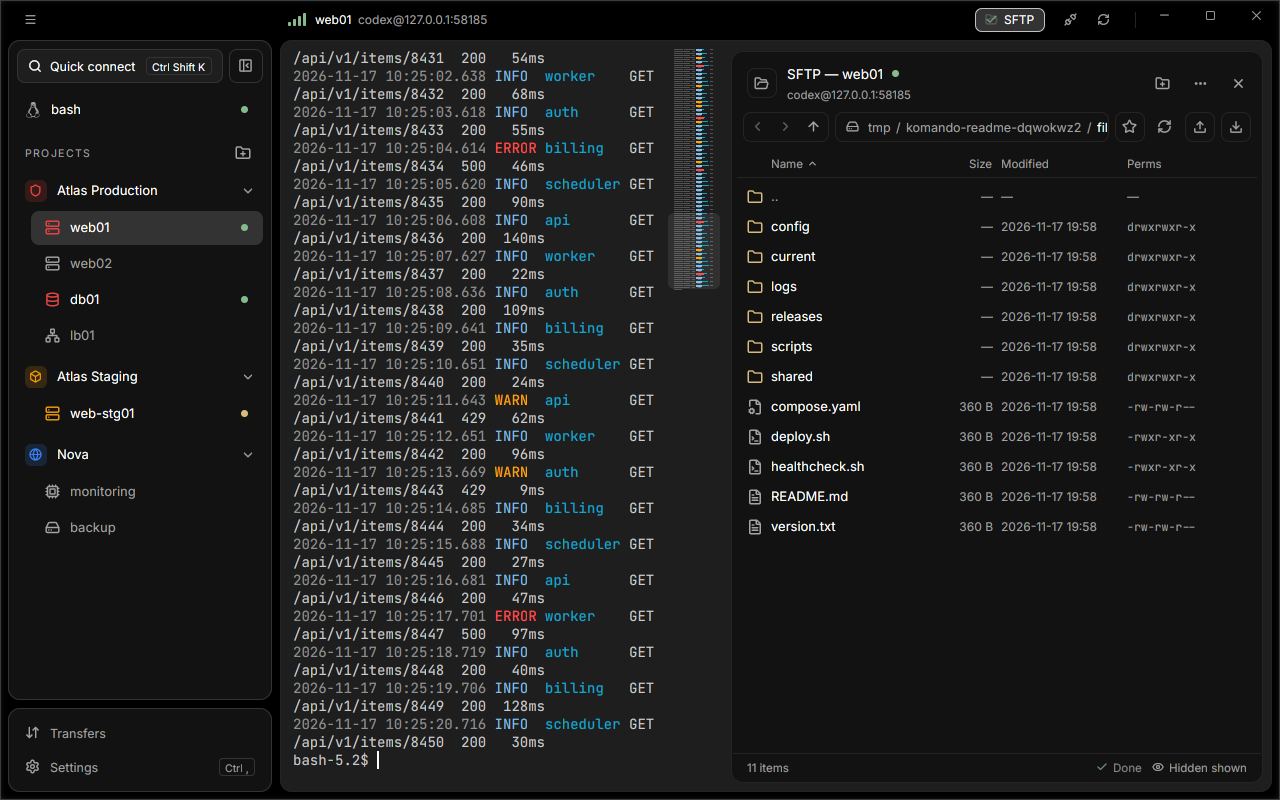 web01 codex@127.0.0.1:58185
SFTP
Quick connect Ctrl Shift K
bash
PROJECTS
Atlas Production
web01
web02
db01
lb01
Atlas Staging
web-stg01
Nova
monitoring
backup
Transfers
Settings Ctrl ,
/api/v1/items/8431 200 54ms
2026-11-17 10:25:02.638 INFO worker GET
/api/v1/items/8432 200 68ms
2026-11-17 10:25:03.618 INFO auth GET
/api/v1/items/8433 200 55ms
2026-11-17 10:25:04.614 ERROR billing GET
/api/v1/items/8434 500 46ms
2026-11-17 10:25:05.620 INFO scheduler GET
/api/v1/items/8435 200 90ms
2026-11-17 10:25:06.608 INFO api GET
/api/v1/items/8436 200 140ms
2026-11-17 10:25:07.627 INFO worker GET
/api/v1/items/8437 200 22ms
2026-11-17 10:25:08.636 INFO auth GET
/api/v1/items/8438 200 109ms
2026-11-17 10:25:09.641 INFO billing GET
/api/v1/items/8439 200 35ms
2026-11-17 10:25:10.651 INFO scheduler GET
/api/v1/items/8440 200 24ms
2026-11-17 10:25:11.643 WARN api GET
/api/v1/items/8441 429 62ms
2026-11-17 10:25:12.651 INFO worker GET
/api/v1/items/8442 200 96ms
2026-11-17 10:25:13.669 WARN auth GET
/api/v1/items/8443 429 9ms
2026-11-17 10:25:14.685 INFO billing GET
/api/v1/items/8444 200 34ms
2026-11-17 10:25:15.688 INFO scheduler GET
/api/v1/items/8445 200 27ms
2026-11-17 10:25:16.681 INFO api GET
/api/v1/items/8446 200 47ms
2026-11-17 10:25:17.701 ERROR worker GET
/api/v1/items/8447 500 97ms
2026-11-17 10:25:18.719 INFO auth GET
/api/v1/items/8448 200 40ms
2026-11-17 10:25:19.706 INFO billing GET
/api/v1/items/8449 200 128ms
2026-11-17 10:25:20.716 INFO scheduler GET
/api/v1/items/8450 200 30ms
bash-5.2$
SFTP — web01
codex@127.0.0.1:58185
tmp / komando-readme-dqwokwz2 / fil
Name Size Modified Perms
.. — — —
config — 2026-11-17 19:58 drwxrwxr-x
current — 2026-11-17 19:58 drwxrwxr-x
logs — 2026-11-17 19:58 drwxrwxr-x
releases — 2026-11-17 19:58 drwxrwxr-x
scripts — 2026-11-17 19:58 drwxrwxr-x
shared — 2026-11-17 19:58 drwxrwxr-x
compose.yaml 360 B 2026-11-17 19:58 -rw-rw-r--
deploy.sh 360 B 2026-11-17 19:58 -rwxr-xr-x
healthcheck.sh 360 B 2026-11-17 19:58 -rwxr-xr-x
README.md 360 B 2026-11-17 19:58 -rw-rw-r--
version.txt 360 B 2026-11-17 19:58 -rw-rw-r--
11 items Done Hidden shown